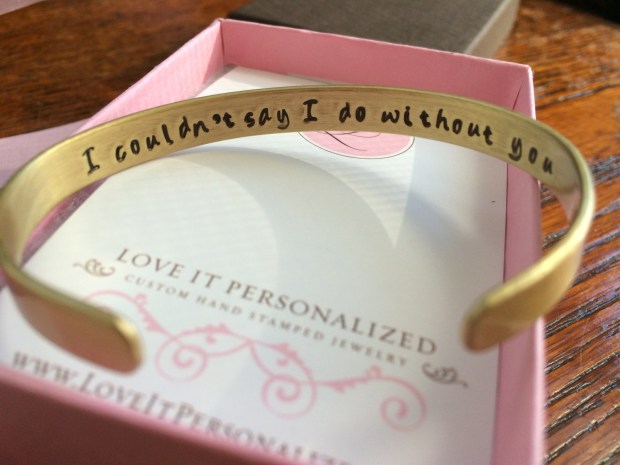 I couldn't say I do without you
LOVE IT PERSONALIZED
CUSTOM HAND STAMPED JEWELRY